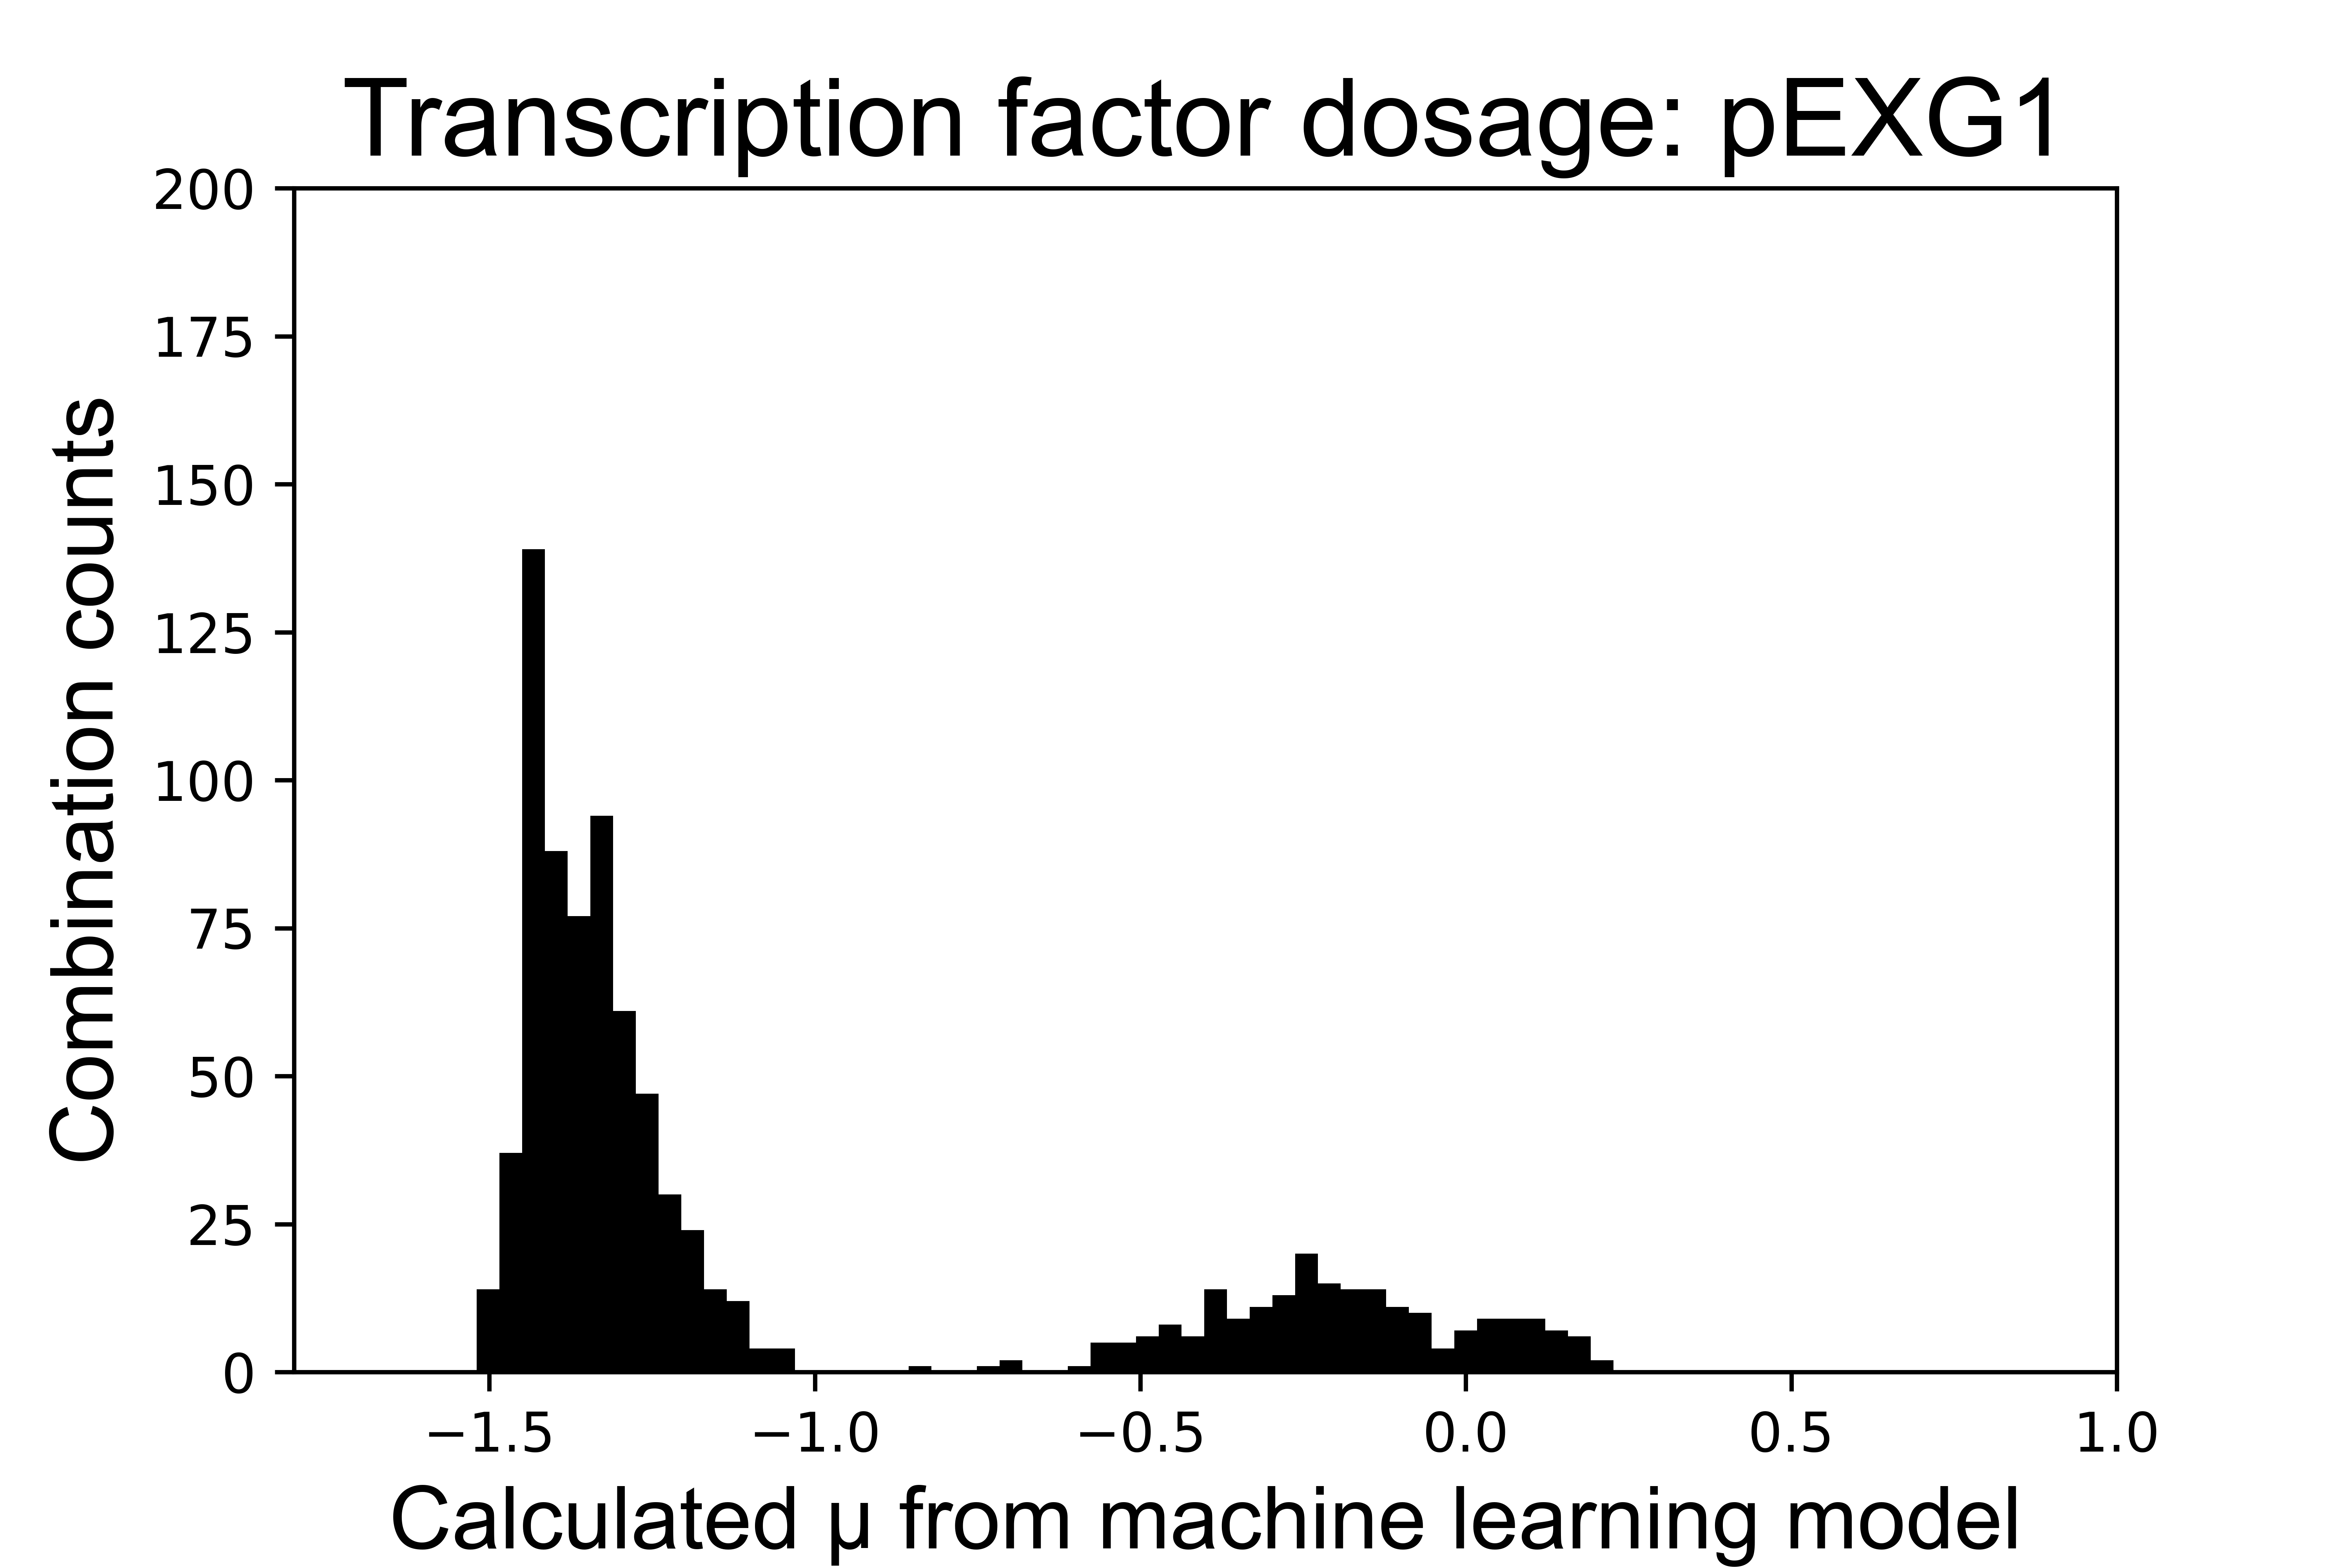 Transcription factor dosage: pEXG1
200
175
150
125
100
75
50
25
0
Combination counts
−1.5 −1.0 −0.5 0.0 0.5 1.0
Calculated μ from machine learning model